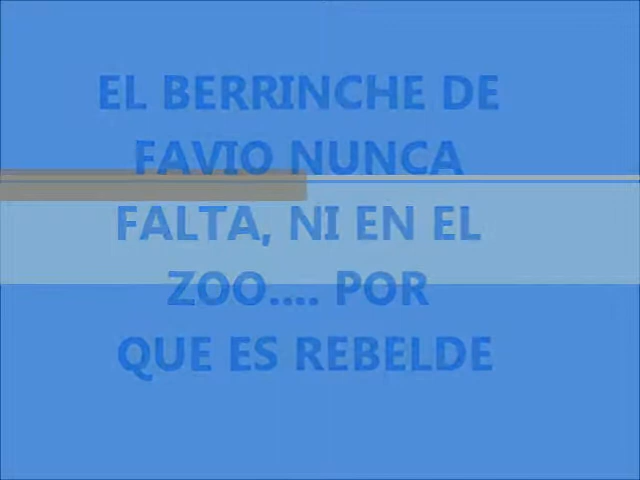 EL BERRINCHE DE
FAVIO NUNCA
FALTA, NI EN EL
ZOO.... POR
QUE ES REBELDE